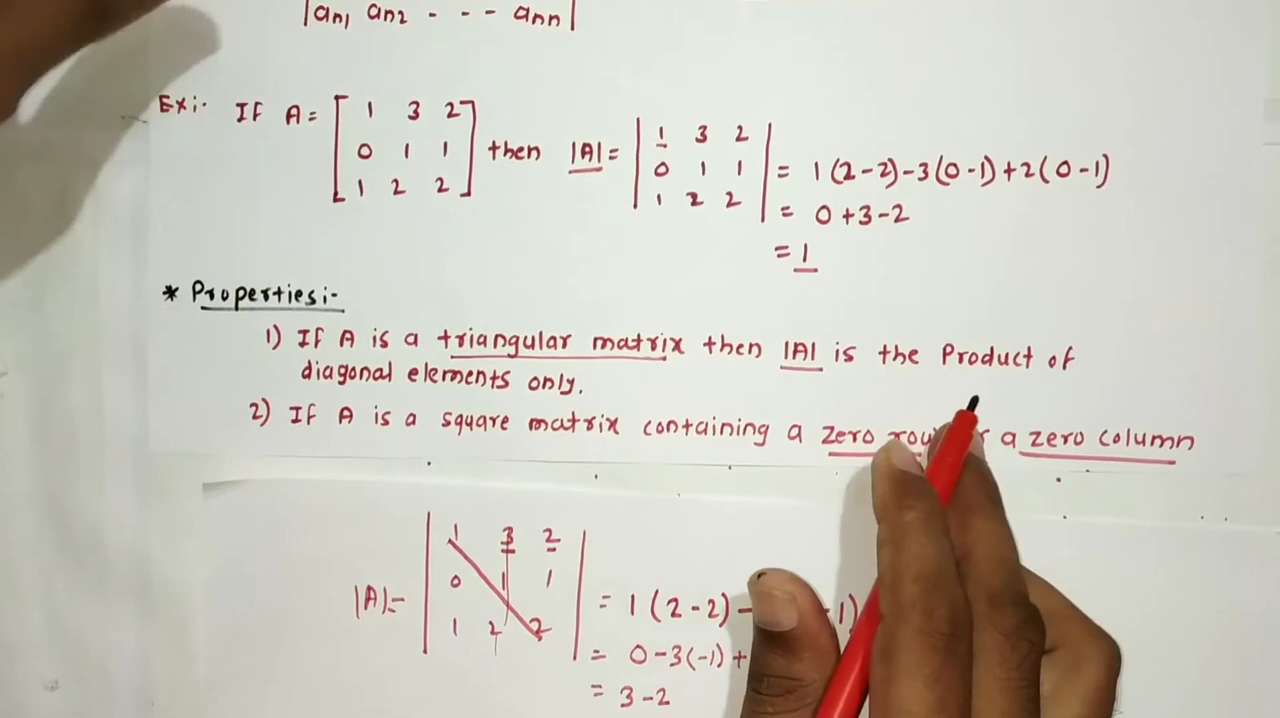 |an1 an2 - - - ann|
Ex:- If A = [ 1 3 2 then |A| = | 1 3 2 | = 1(2-2)-3(0-1)+2(0-1)
0 1 1 0 1 1
1 2 2 ] 1 2 2 = 0+3-2
= 1
* Properties:-
1) If A is a triangular matrix then |A| is the Product of
diagonal elements only.
2) If A is a square matrix containing a zero a zero column
|A| = | 1 3 2 |
0 1 1 = 1(2-2)- -1)
1 2 2 = 0-3(-1)+
= 3-2